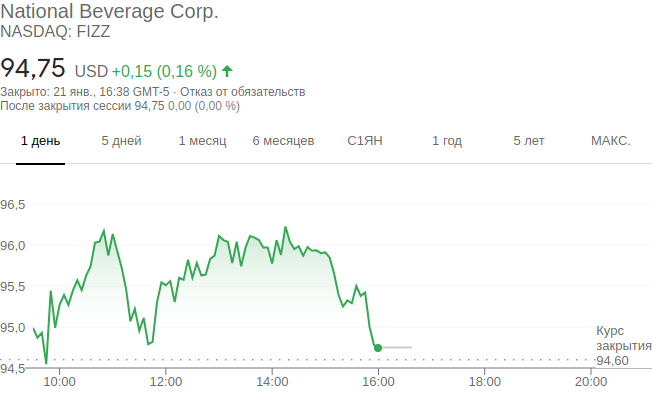 National Beverage Corp.
NASDAQ: FIZZ
94,75 USD +0,15 (0,16 %)
Закрыто: 21 янв., 16:38 GMT-5 · Отказ от обязательств
После закрытия сессии 94,75 0,00 (0,00 %)
1 день 5 дней 1 месяц 6 месяцев С1ЯН 1 год 5 лет МАКС.
96,5
96,0
95,5
95,0
Курс
закрытия
94,60
94,5
10:00 12:00 14:00 16:00 18:00 20:00